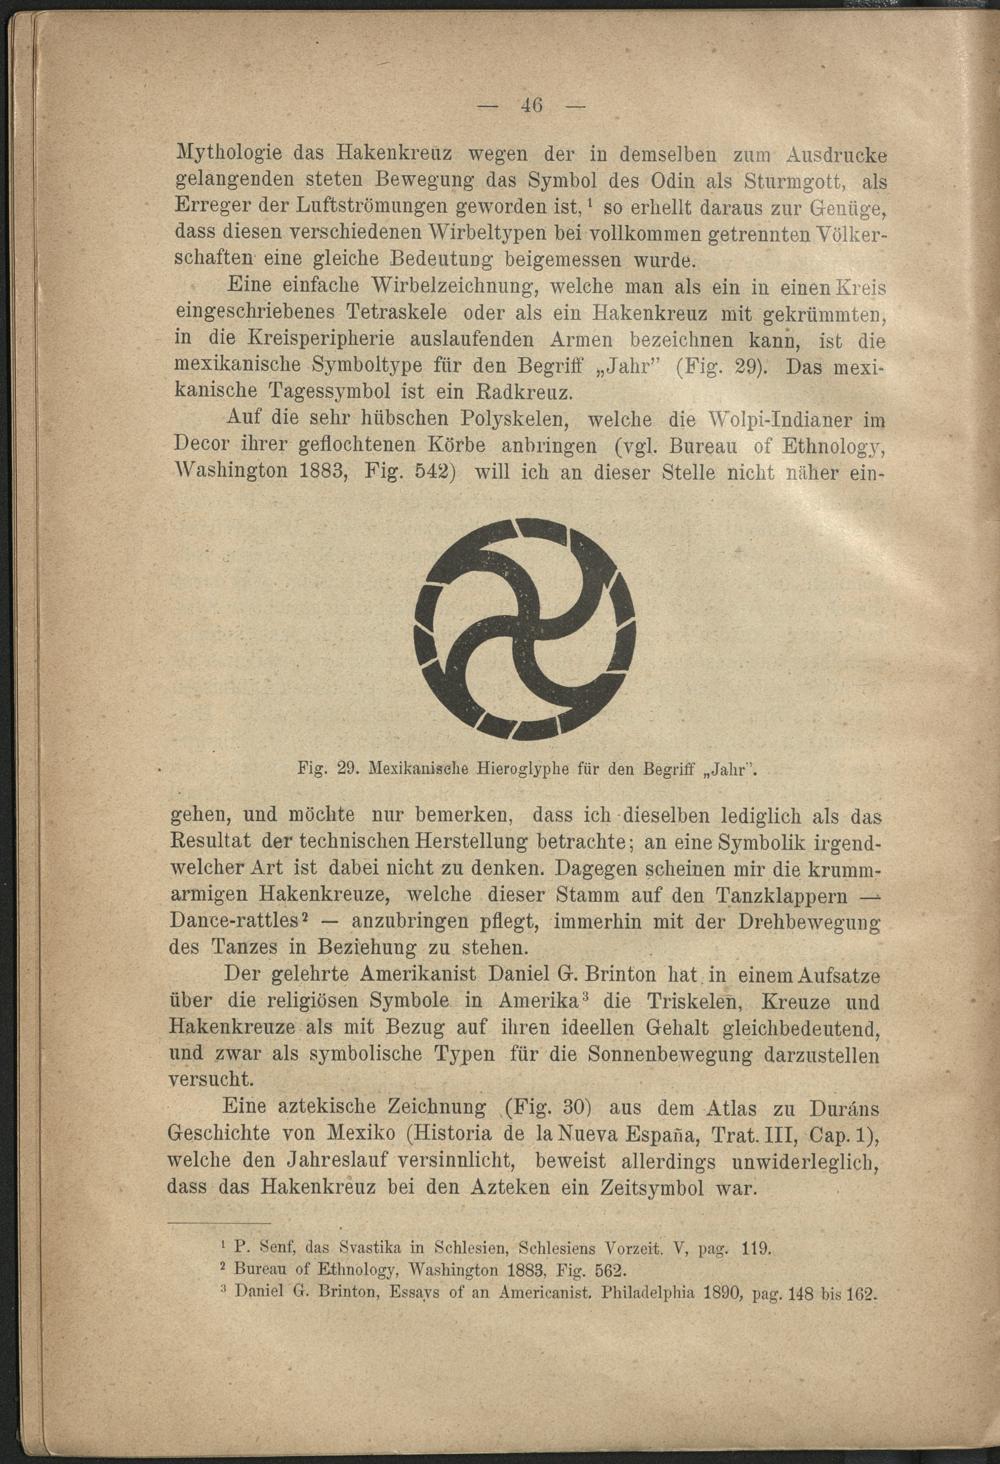 — 46 —
Mythologie das Hakenkreuz wegen der in demselben zum Ausdrucke
gelangenden steten Bewegung das Symbol des Odin als Sturmgott, als
Erreger der Luftströmungen geworden ist,¹ so erhellt daraus zur Genüge,
dass diesen verschiedenen Wirbeltypen bei vollkommen getrennten Völker-
schaften eine gleiche Bedeutung beigemessen wurde.
Eine einfache Wirbelzeichnung, welche man als ein in einen Kreis
eingeschriebenes Tetraskele oder als ein Hakenkreuz mit gekrümmten,
in die Kreisperipherie auslaufenden Armen bezeichnen kann, ist die
mexikanische Symboltype für den Begriff „Jahr” (Fig. 29). Das mexi-
kanische Tagessymbol ist ein Radkreuz.
Auf die sehr hübschen Polyskelen, welche die Wolpi-Indianer im
Decor ihrer geflochtenen Körbe anbringen (vgl. Bureau of Ethnology,
Washington 1883, Fig. 542) will ich an dieser Stelle nicht näher ein-
Fig. 29. Mexikanische Hieroglyphe für den Begriff „Jahr”.
gehen, und möchte nur bemerken, dass ich dieselben lediglich als das
Resultat der technischen Herstellung betrachte; an eine Symbolik irgend-
welcher Art ist dabei nicht zu denken. Dagegen scheinen mir die krumm-
armigen Hakenkreuze, welche dieser Stamm auf den Tanzklappern —
Dance-rattles² — anzubringen pflegt, immerhin mit der Drehbewegung
des Tanzes in Beziehung zu stehen.
Der gelehrte Amerikanist Daniel G. Brinton hat in einem Aufsatze
über die religiösen Symbole in Amerika³ die Triskelen, Kreuze und
Hakenkreuze als mit Bezug auf ihren ideellen Gehalt gleichbedeutend,
und zwar als symbolische Typen für die Sonnenbewegung darzustellen
versucht.
Eine aztekische Zeichnung (Fig. 30) aus dem Atlas zu Duráns
Geschichte von Mexiko (Historia de la Nueva España, Trat. III, Cap. 1),
welche den Jahreslauf versinnlicht, beweist allerdings unwiderleglich,
dass das Hakenkreuz bei den Azteken ein Zeitsymbol war.
¹ P. Senf, das Svastika in Schlesien, Schlesiens Vorzeit. V, pag. 119.
² Bureau of Ethnology, Washington 1883, Fig. 562.
³ Daniel G. Brinton, Essays of an Americanist. Philadelphia 1890, pag. 148 bis 162.